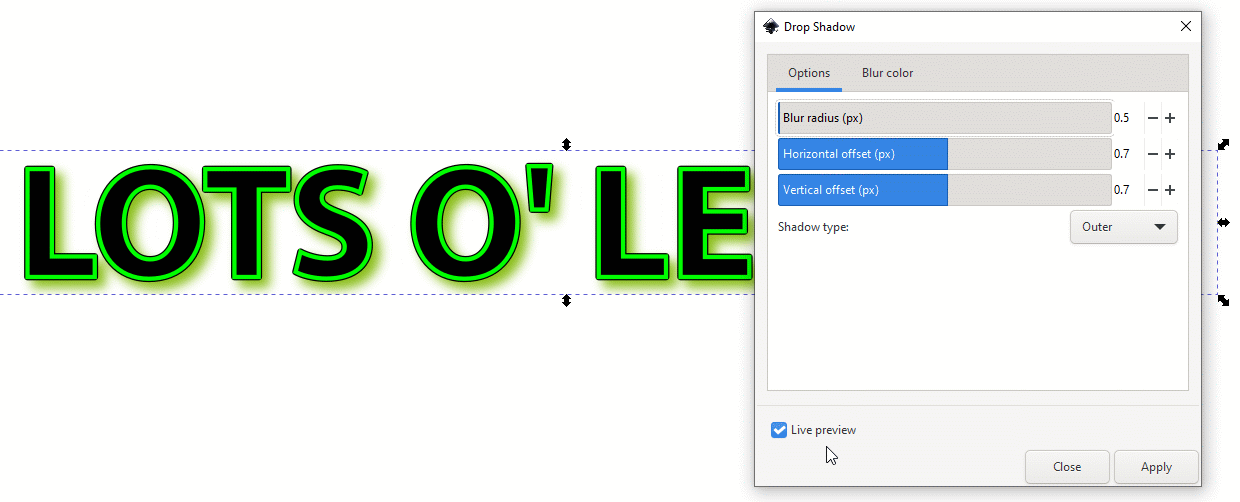 Drop Shadow
Options Blur color
Blur radius (px) 0.5
Horizontal offset (px) 0.7
Vertical offset (px) 0.7
Shadow type: Outer
LOTS O' LE
Live preview
Close Apply